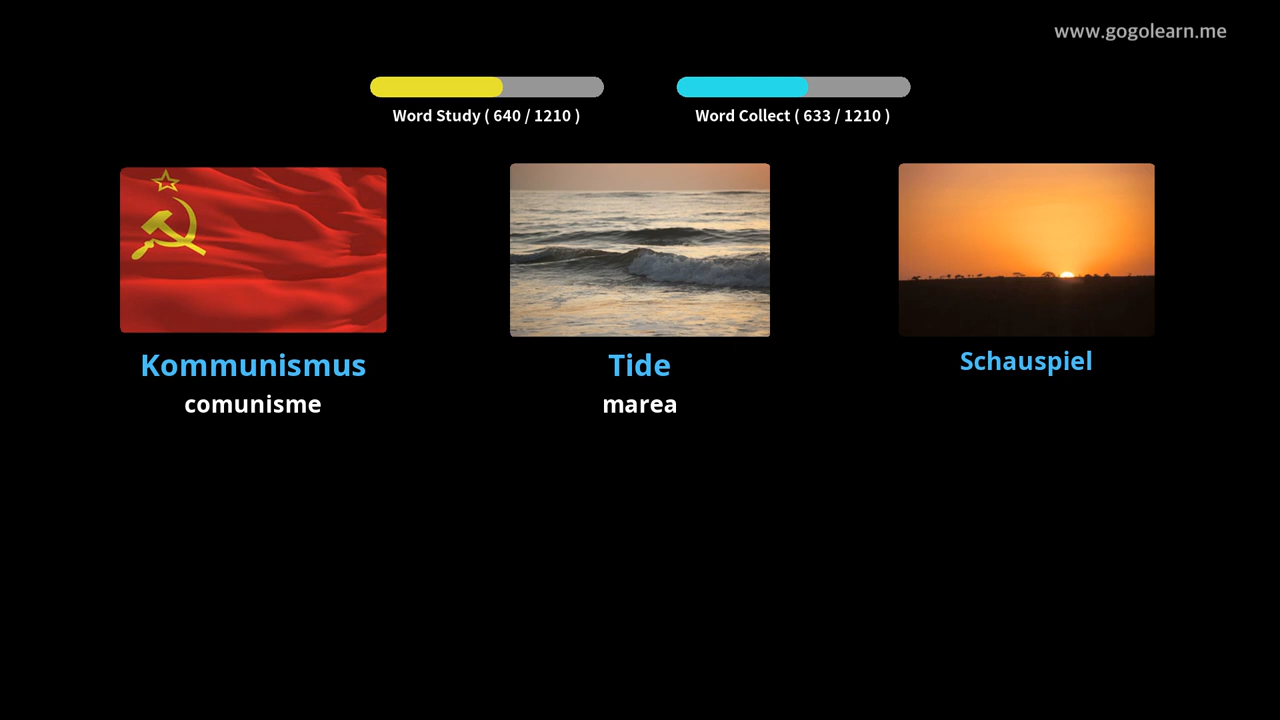 www.gogolearn.me
Word Study ( 640 / 1210 )
Word Collect ( 633 / 1210 )
Kommunismus
comunisme
Tide
marea
Schauspiel